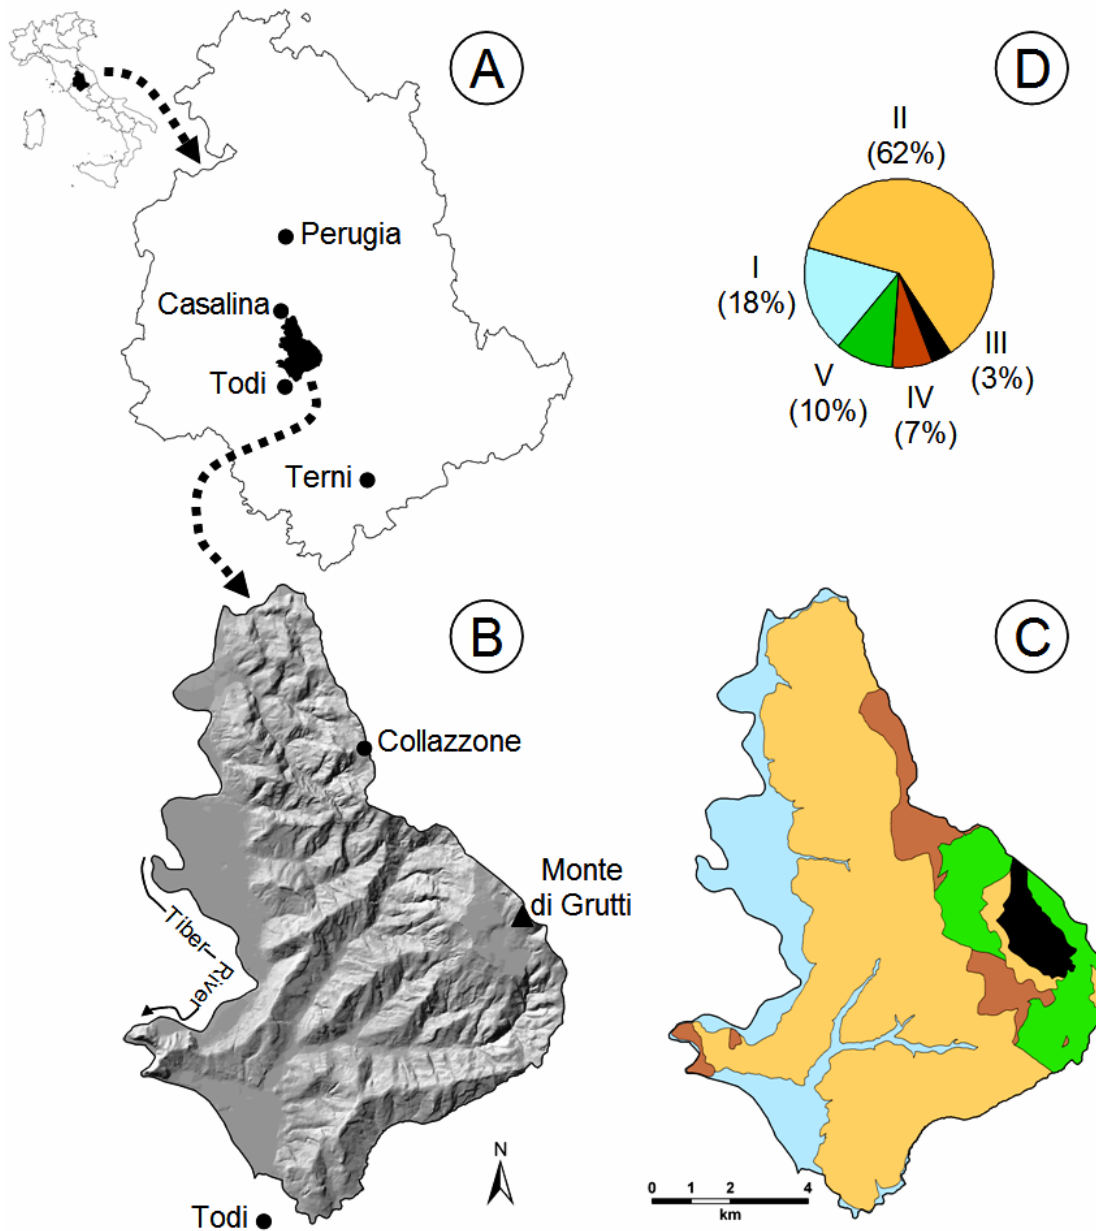 A
Perugia
Casalina
Todi
Terni
D
II
(62%)
I
(18%)
III
(3%)
V
(10%)
IV
(7%)
B
Collazzone
Monte
di Grutti
Tiber River
N
Todi
C
0 1 2 4
km